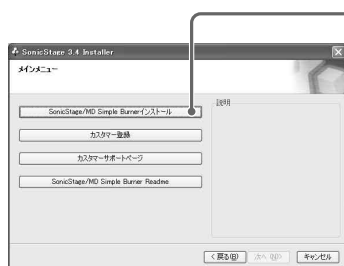 SonicStage 3.4 Installer
メインメニュー
SonicStage/MD Simple Burnerインストール
説明
カスタマー登録
カスタマーサポートページ
SonicStage/MD Simple Burner Readme
< 戻る(B)
次へ(N)>
キャンセル